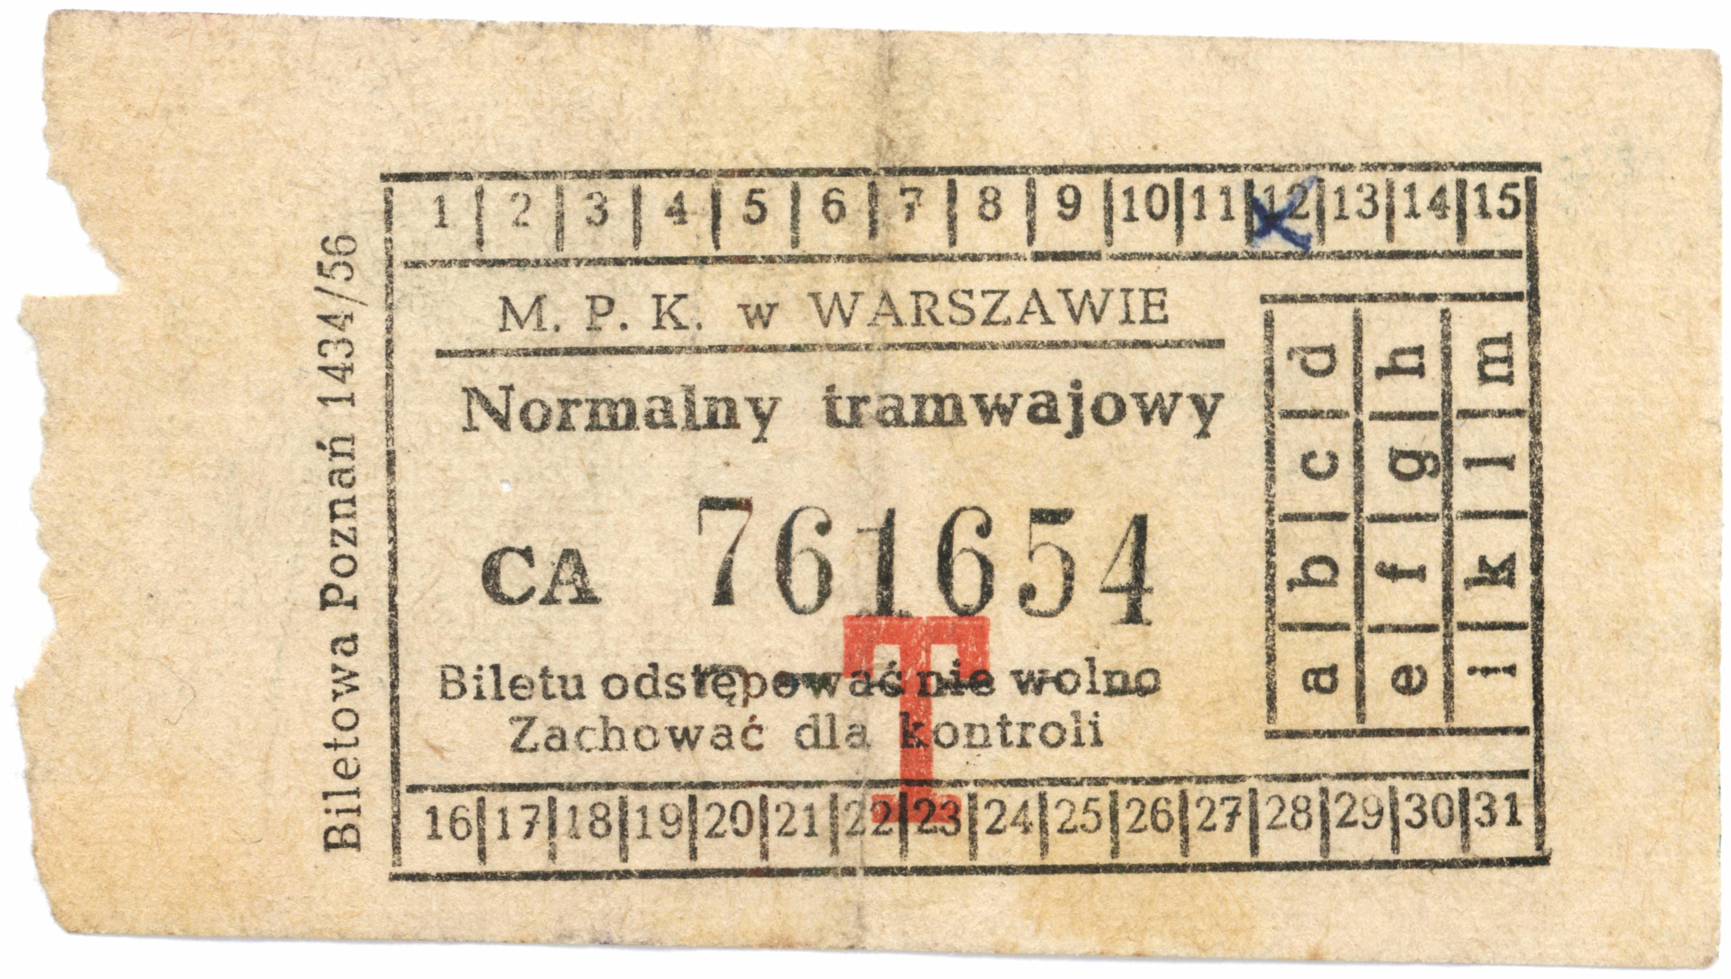 1 2 3 4 5 6 7 8 9 10 11 12 13 14 15
M. P. K. w WARSZAWIE
Normalny tramwajowy
CA 761654
T
Biletu odstępować nie wolno
Zachować dla kontroli
16 17 18 19 20 21 22 23 24 25 26 27 28 29 30 31
Biletowa Poznań 1434/56
a b c d
e f g h
i k l m